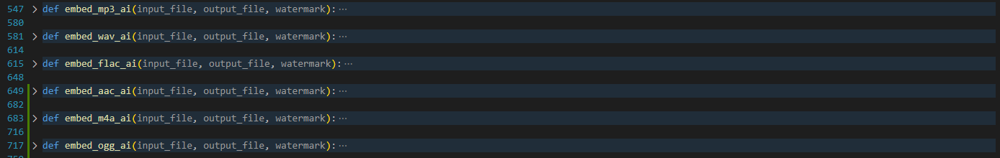 547 > def embed_mp3_ai(input_file, output_file, watermark): ···
580
581 > def embed_wav_ai(input_file, output_file, watermark): ···
614
615 > def embed_flac_ai(input_file, output_file, watermark): ···
648
649 > def embed_aac_ai(input_file, output_file, watermark): ···
682
683 > def embed_m4a_ai(input_file, output_file, watermark): ···
716
717 > def embed_ogg_ai(input_file, output_file, watermark): ···